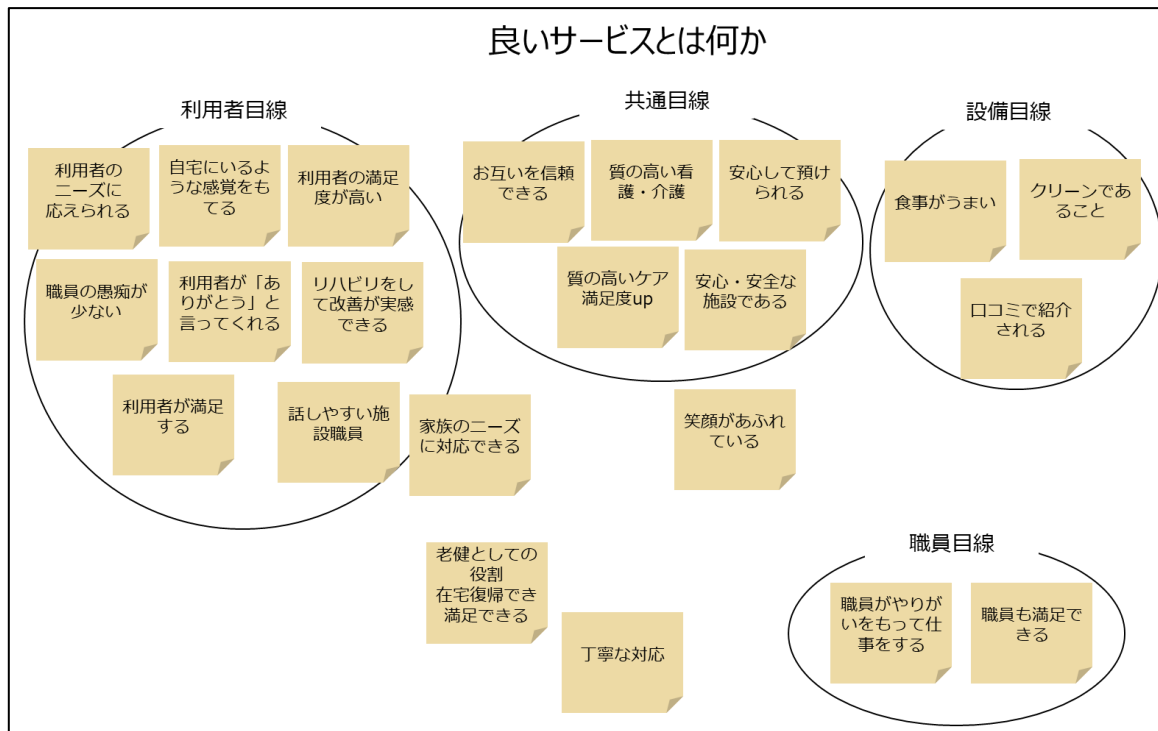 良いサービスとは何か
利用者目線
利用者の
ニーズに
応えられる
自宅にいるよ
うな感覚をも
てる
利用者の満足
度が高い
職員の愚痴が
少ない
利用者が「あ
りがとう」と
言ってくれる
リハビリをし
て改善が実感
できる
利用者が満足
する
話しやすい施
設職員
家族のニーズ
に対応できる
共通目線
お互いを信頼
できる
質の高い看
護・介護
安心して預け
られる
質の高いケア
満足度up
安心・安全な
施設である
設備目線
食事がうまい
クリーンであ
ること
口コミで紹介
される
笑顔があふれ
ている
老健としての
役割
在宅復帰でき
満足できる
丁寧な対応
職員目線
職員がやりが
いをもって仕
事をする
職員も満足で
きる